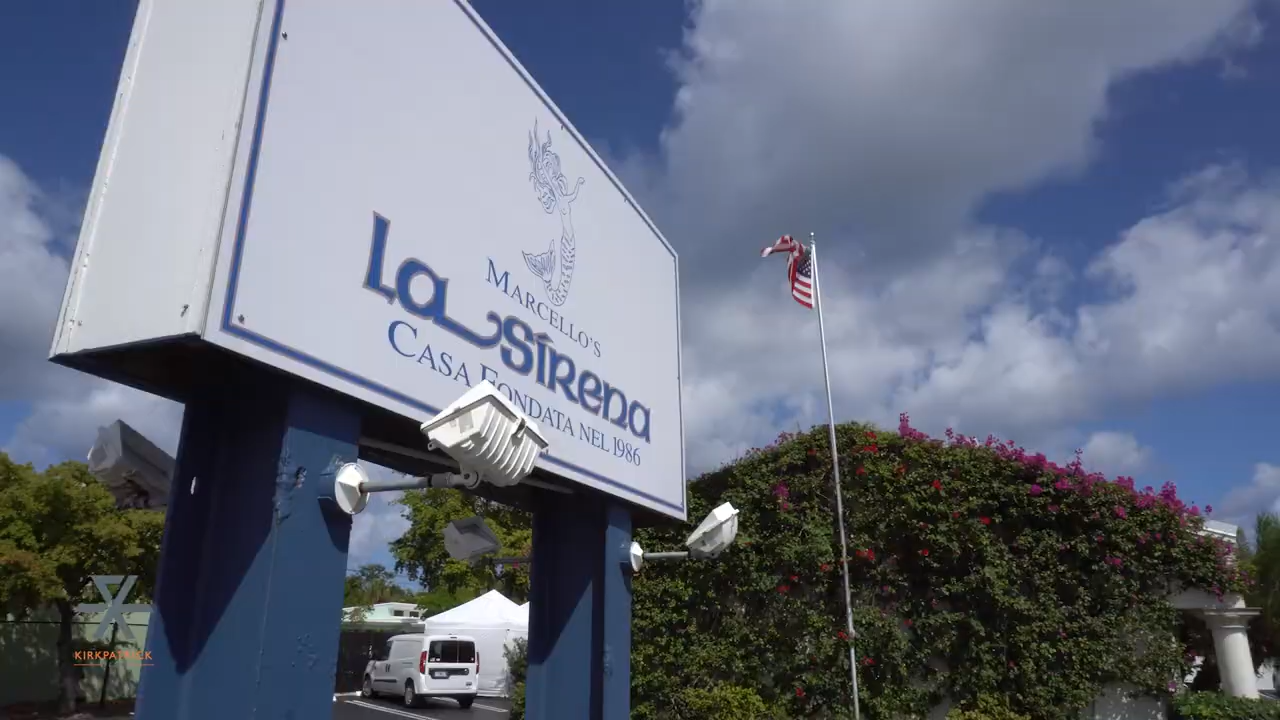 MARCELLO'S
La Sirena
CASA FONDATA NEL 1986
KIRKPATRICK